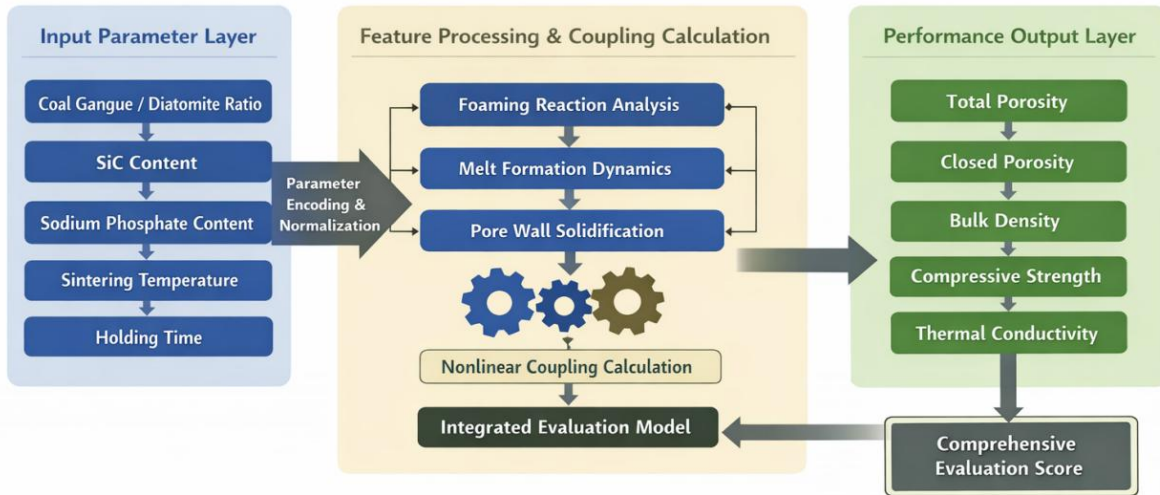 Input Parameter Layer
Coal Gangue / Diatomite Ratio
SiC Content
Sodium Phosphate Content
Sintering Temperature
Holding Time
Parameter
Encoding &
Normalization
Feature Processing & Coupling Calculation
Foaming Reaction Analysis
Melt Formation Dynamics
Pore Wall Solidification
Nonlinear Coupling Calculation
Integrated Evaluation Model
Performance Output Layer
Total Porosity
Closed Porosity
Bulk Density
Compressive Strength
Thermal Conductivity
Comprehensive
Evaluation Score